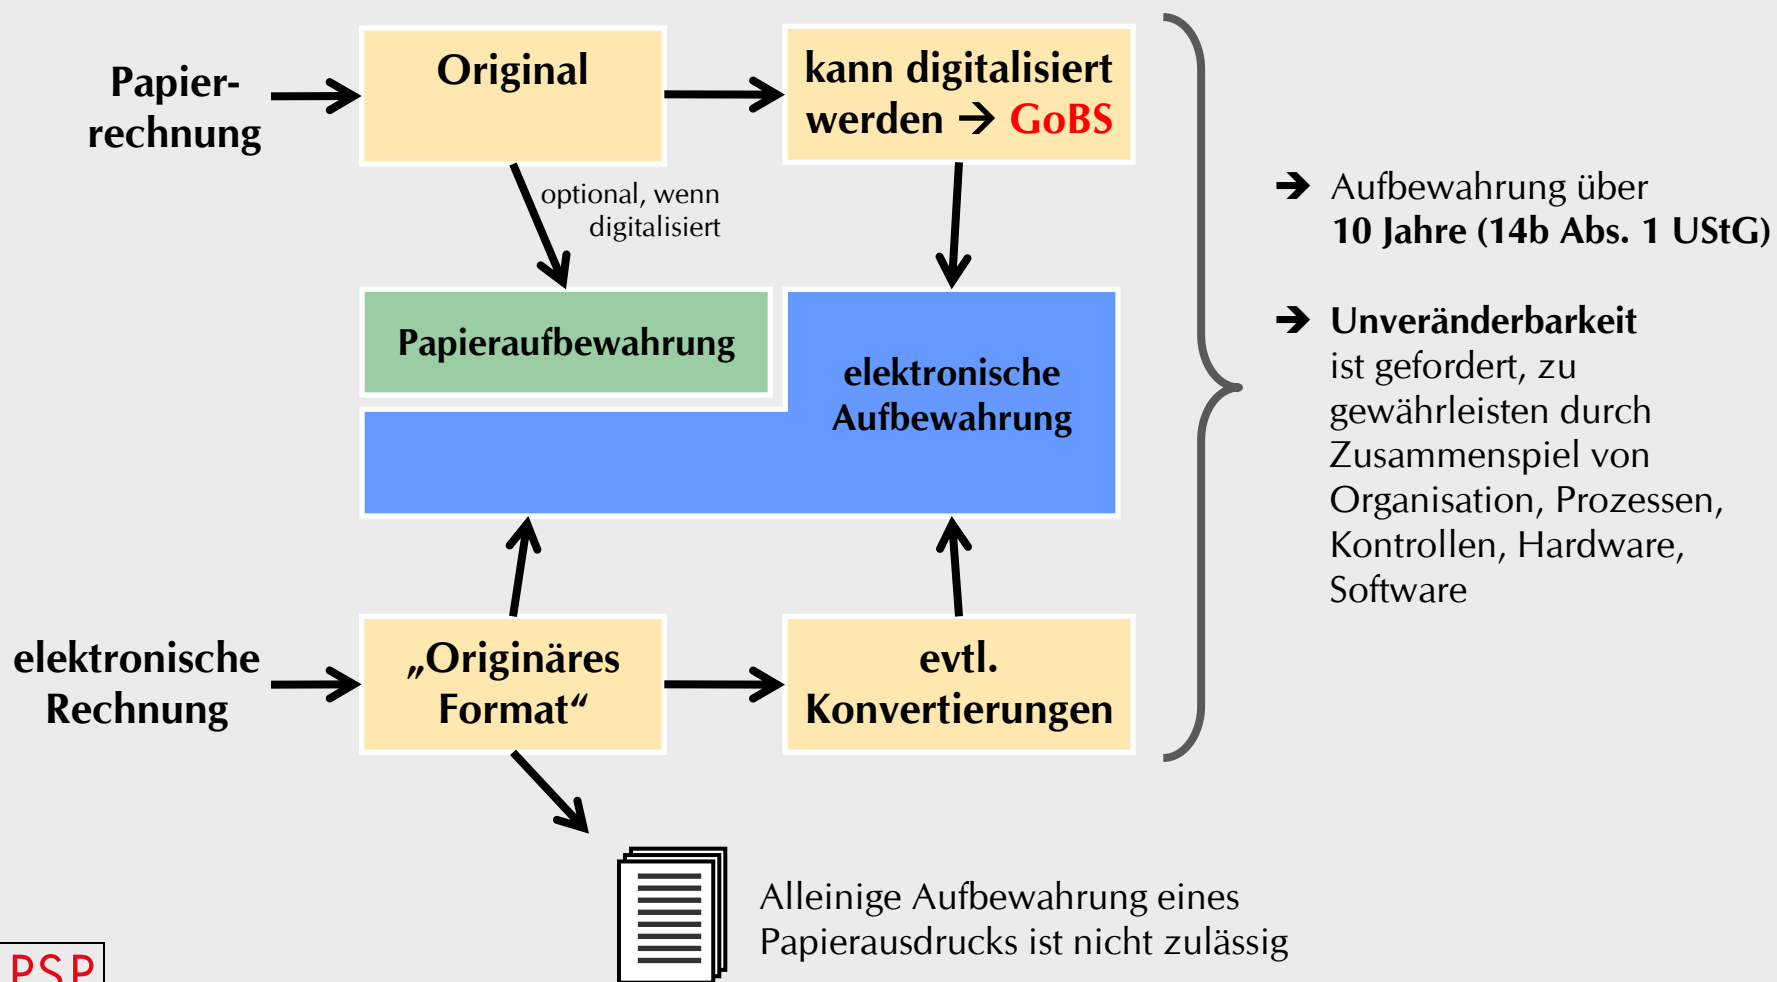 Papier-
rechnung
Original
kann digitalisiert
werden → GoBS
optional, wenn
digitalisiert
Papieraufbewahrung
elektronische
Aufbewahrung
elektronische
Rechnung
„Originäres
Format“
evtl.
Konvertierungen
Alleinige Aufbewahrung eines
Papierausdrucks ist nicht zulässig
➔ Aufbewahrung über
10 Jahre (14b Abs. 1 UStG)
➔ Unveränderbarkeit
ist gefordert, zu
gewährleisten durch
Zusammenspiel von
Organisation, Prozessen,
Kontrollen, Hardware,
Software
PSP